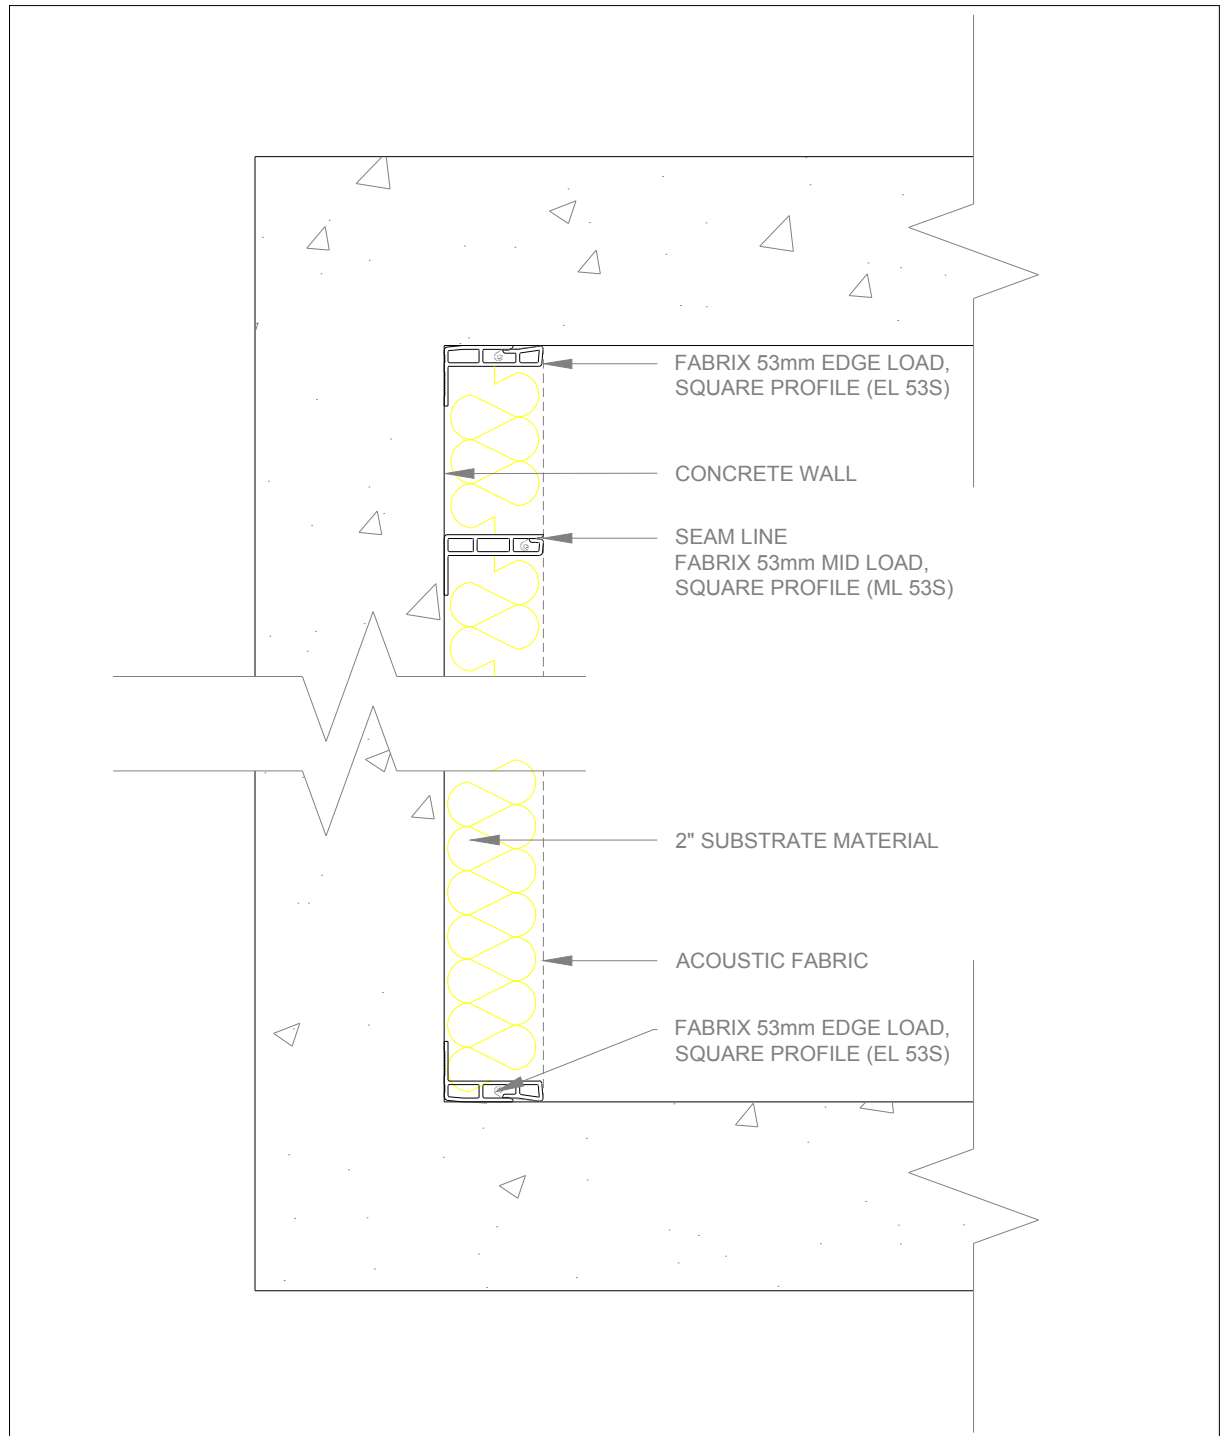 FABRIX 53mm EDGE LOAD,
SQUARE PROFILE (EL 53S)
CONCRETE WALL
SEAM LINE
FABRIX 53mm MID LOAD,
SQUARE PROFILE (ML 53S)
2" SUBSTRATE MATERIAL
ACOUSTIC FABRIC
FABRIX 53mm EDGE LOAD,
SQUARE PROFILE (EL 53S)